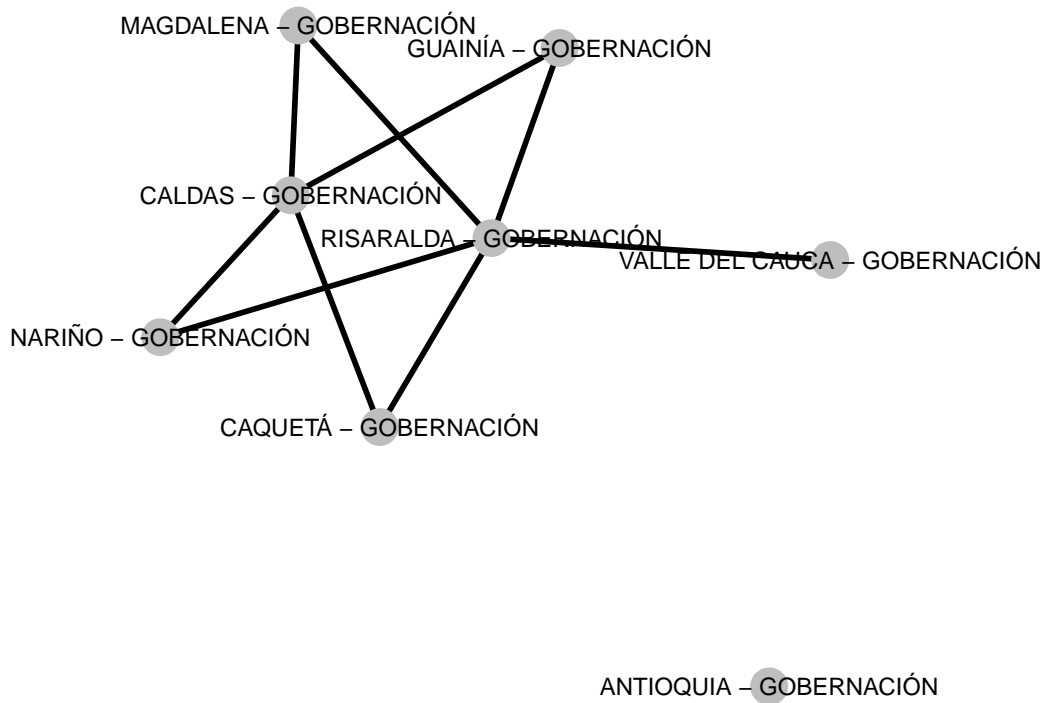 MAGDALENA – GOBERNACIÓN
GUAINÍA – GOBERNACIÓN
CALDAS – GOBERNACIÓN
RISARALDA – GOBERNACIÓN
VALLE DEL CAUCA – GOBERNACIÓN
NARIÑO – GOBERNACIÓN
CAQUETÁ – GOBERNACIÓN
ANTIOQUIA – GOBERNACIÓN